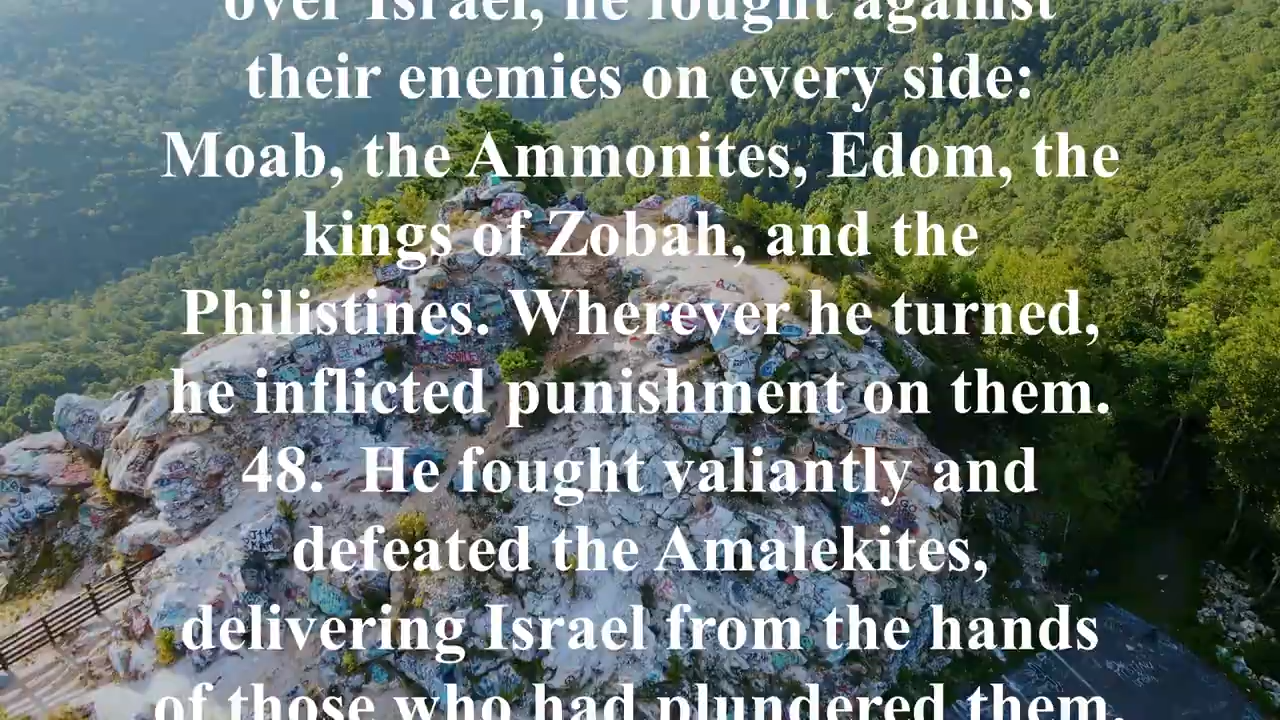 over Israel, he fought against
their enemies on every side:
Moab, the Ammonites, Edom, the
kings of Zobah, and the
Philistines. Wherever he turned,
he inflicted punishment on them.
48. He fought valiantly and
defeated the Amalekites,
delivering Israel from the hands
of those who had plundered them.